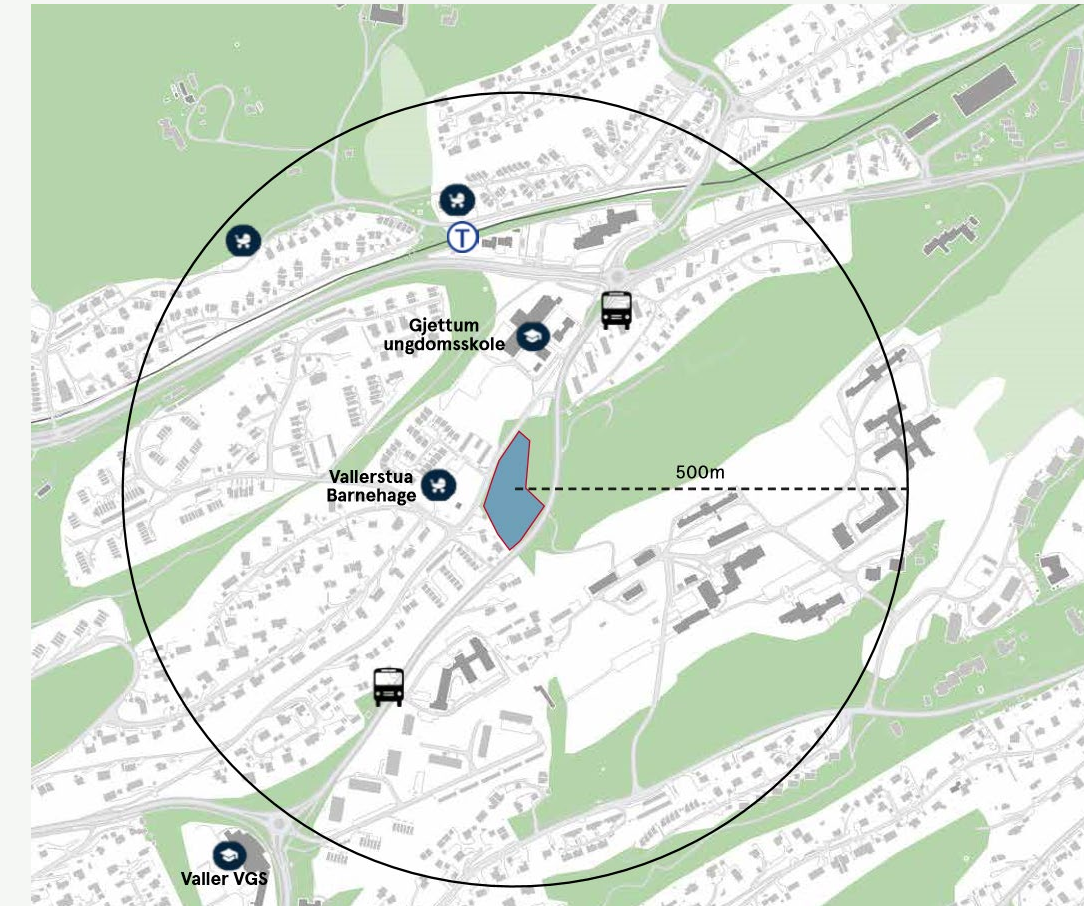 T
Gjettum
ungdomsskole
500m
Vallerstua
Barnehage
Valler VGS